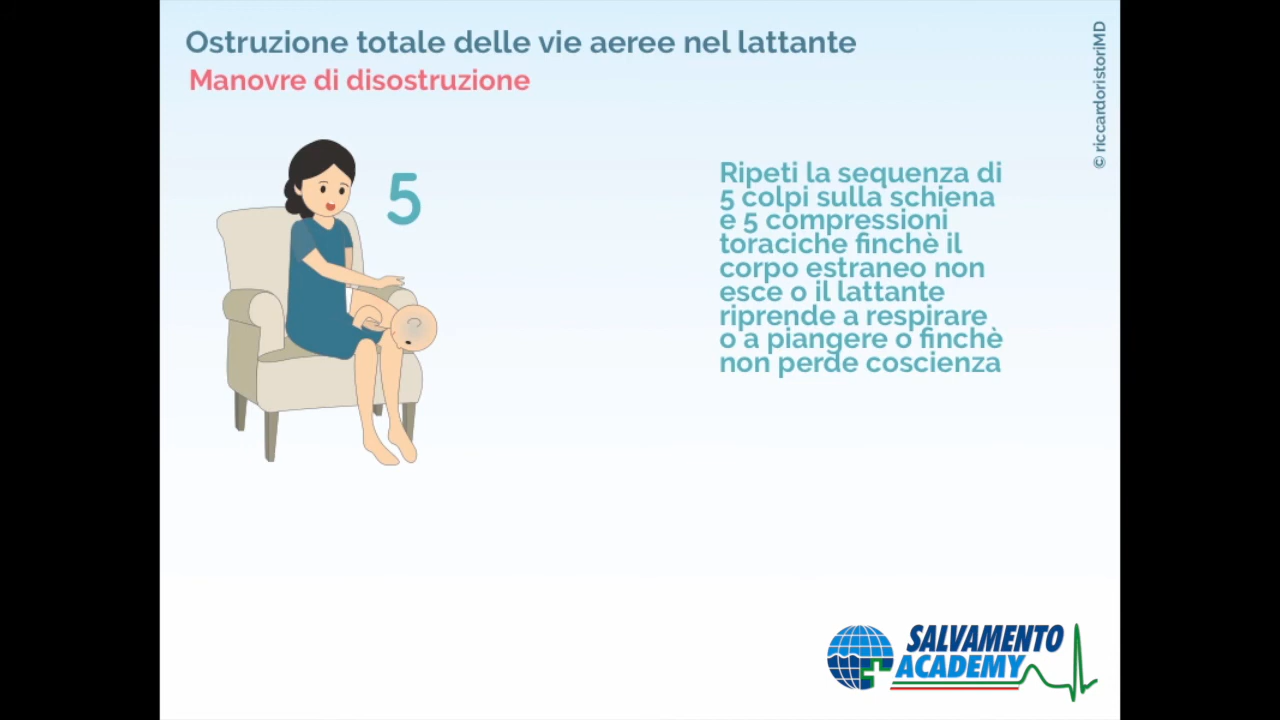 Ostruzione totale delle vie aeree nel lattante
Manovre di disostruzione
© riccardoristoriMD
5
Ripeti la sequenza di
5 colpi sulla schiena
e 5 compressioni
toraciche finchè il
corpo estraneo non
esce o il lattante
riprende a respirare
o a piangere o finchè
non perde coscienza
SALVAMENTO
ACADEMY